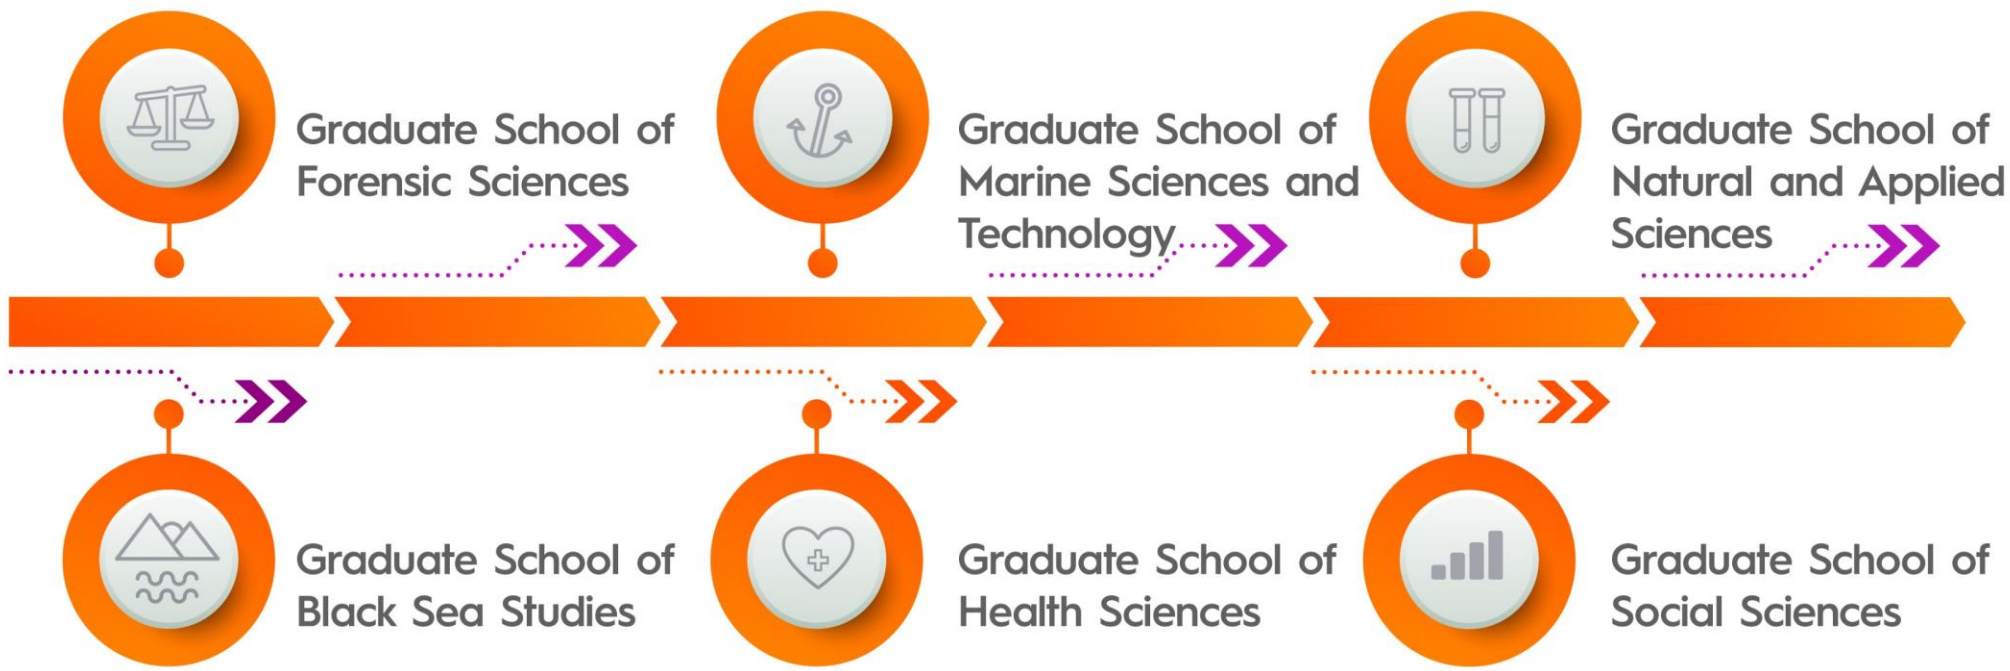 Graduate School of
Forensic Sciences
Graduate School of
Marine Sciences and
Technology
Graduate School of
Natural and Applied
Sciences
Graduate School of
Black Sea Studies
Graduate School of
Health Sciences
Graduate School of
Social Sciences